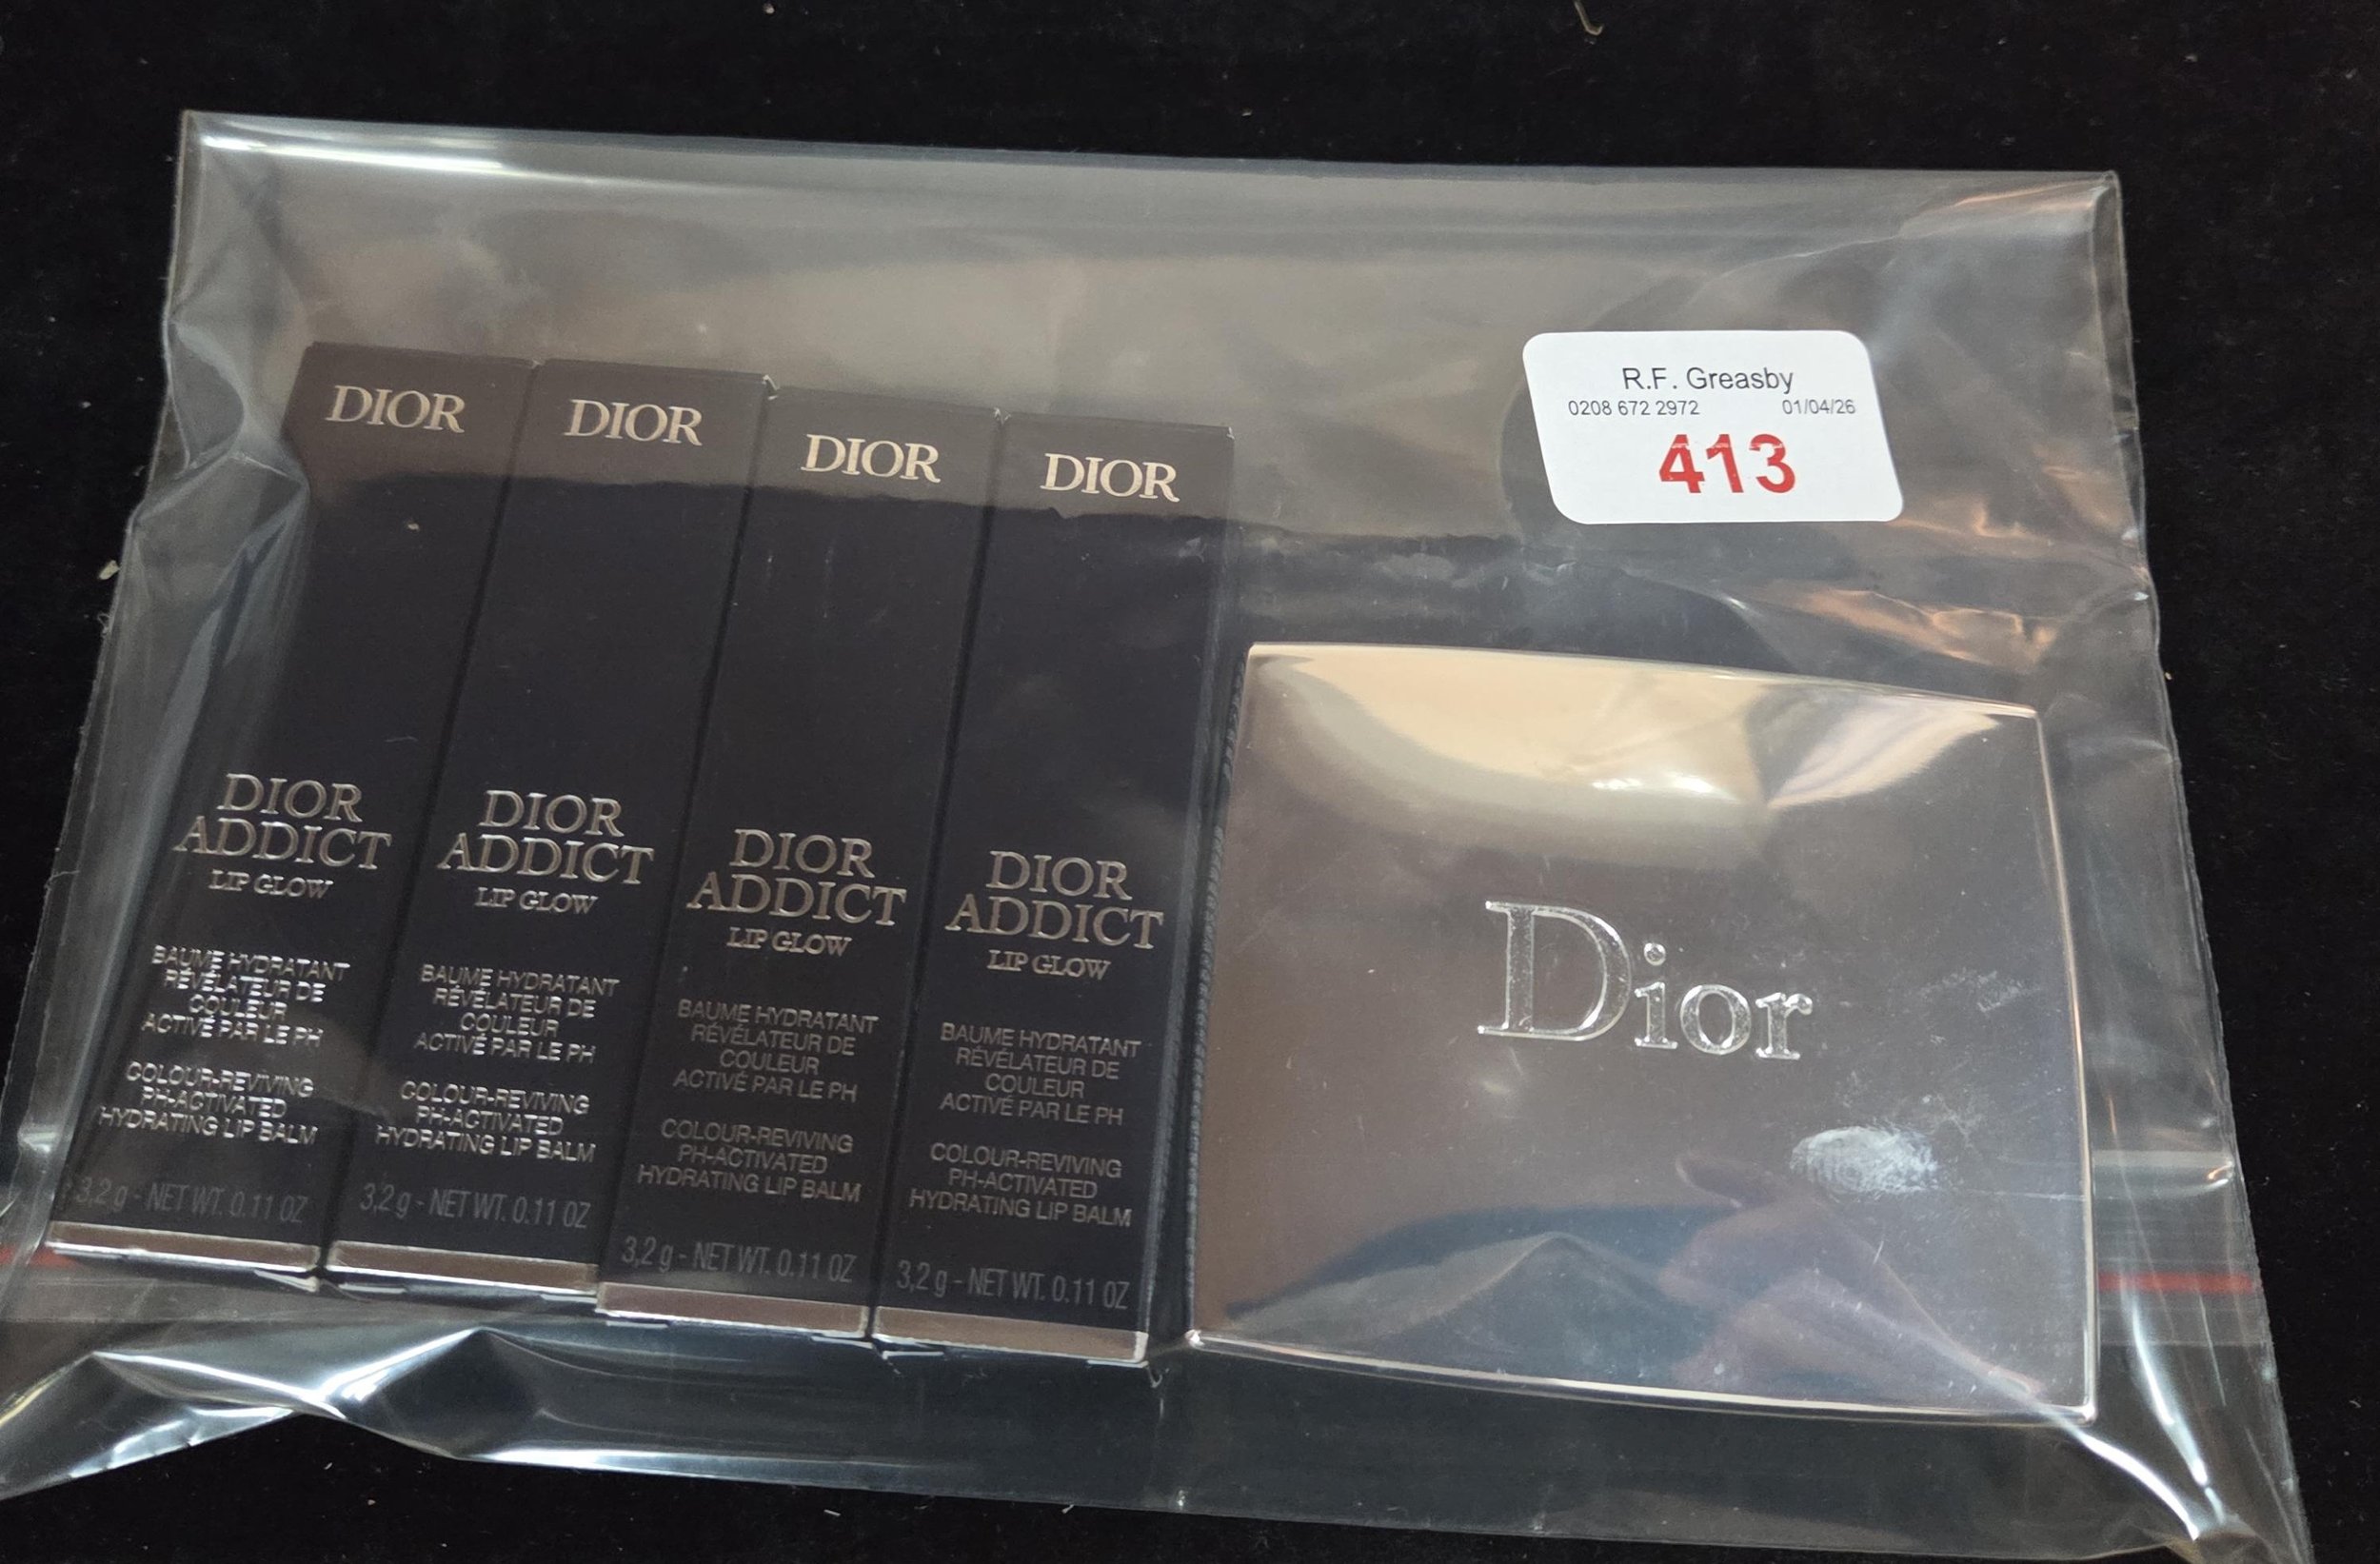 R.F. Greasby
0208 672 2972 01/04/26
413
DIOR
DIOR
ADDICT
LIP GLOW
BAUME HYDRATANT
RÉVÉLATEUR DE
COULEUR
ACTIVÉ PAR LE PH
COLOUR-REVIVING
PH-ACTIVATED
HYDRATING LIP BALM
3,2 g - NET WT. 0.11 OZ
DIOR
DIOR
ADDICT
LIP GLOW
BAUME HYDRATANT
RÉVÉLATEUR DE
COULEUR
ACTIVÉ PAR LE PH
COLOUR-REVIVING
PH-ACTIVATED
HYDRATING LIP BALM
3,2 g - NET WT. 0.11 OZ
DIOR
DIOR
ADDICT
LIP GLOW
BAUME HYDRATANT
RÉVÉLATEUR DE
COULEUR
ACTIVÉ PAR LE PH
COLOUR-REVIVING
PH-ACTIVATED
HYDRATING LIP BALM
3,2 g - NET WT. 0.11 OZ
DIOR
DIOR
ADDICT
LIP GLOW
BAUME HYDRATANT
RÉVÉLATEUR DE
COULEUR
ACTIVÉ PAR LE PH
COLOUR-REVIVING
PH-ACTIVATED
HYDRATING LIP BALM
3,2 g - NET WT. 0.11 OZ
Dior